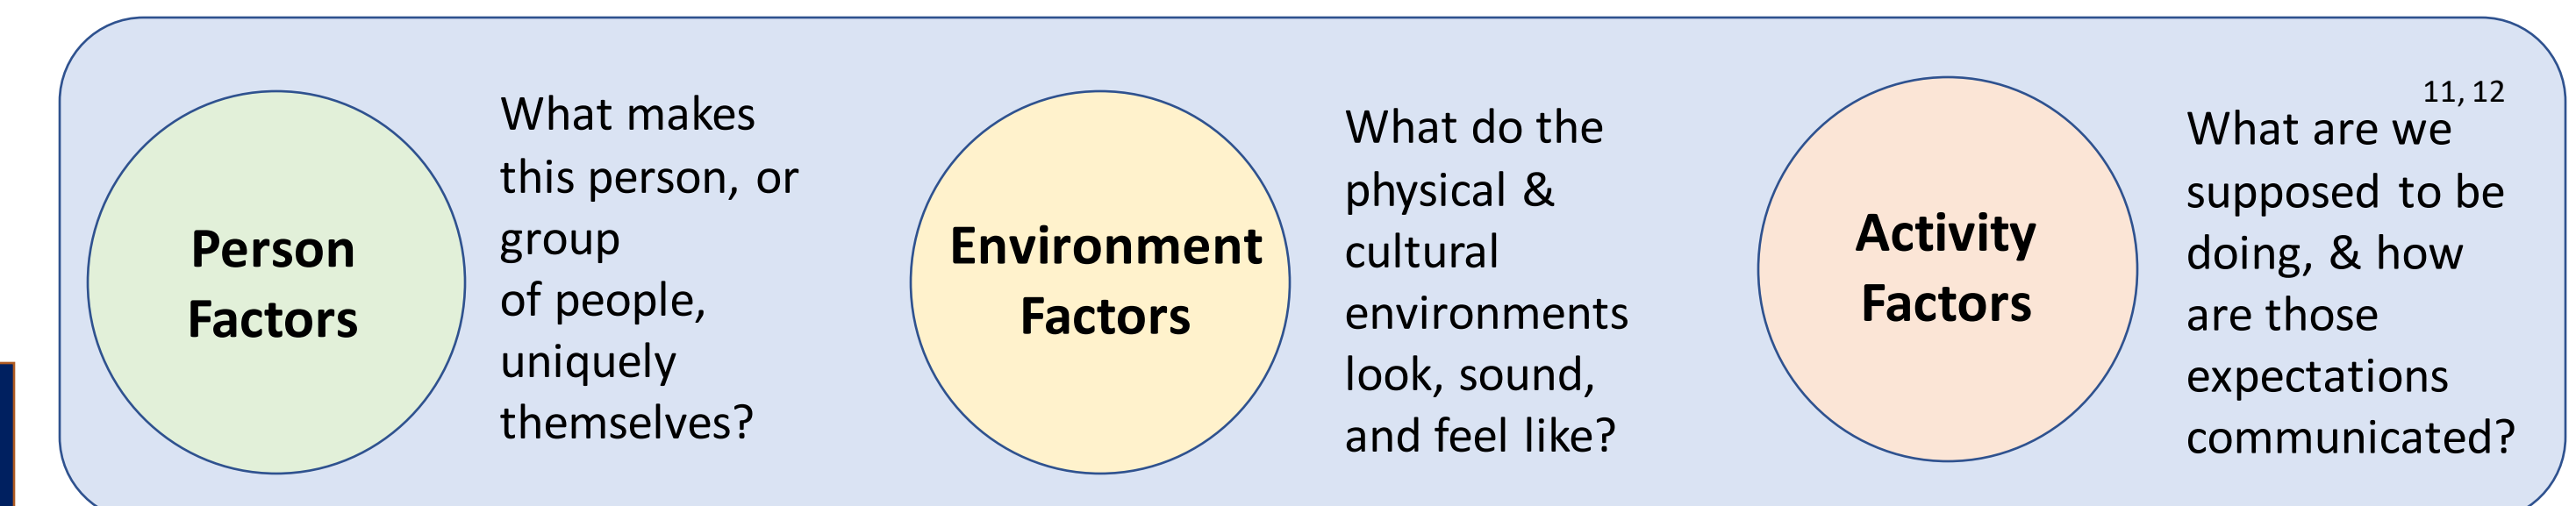 Person
Factors
What makes
this person, or
group
of people,
uniquely
themselves?
Environment
Factors
What do the
physical &
cultural
environments
look, sound,
and feel like?
Activity
Factors
11, 12
What are we
supposed to be
doing, & how
are those
expectations
communicated?